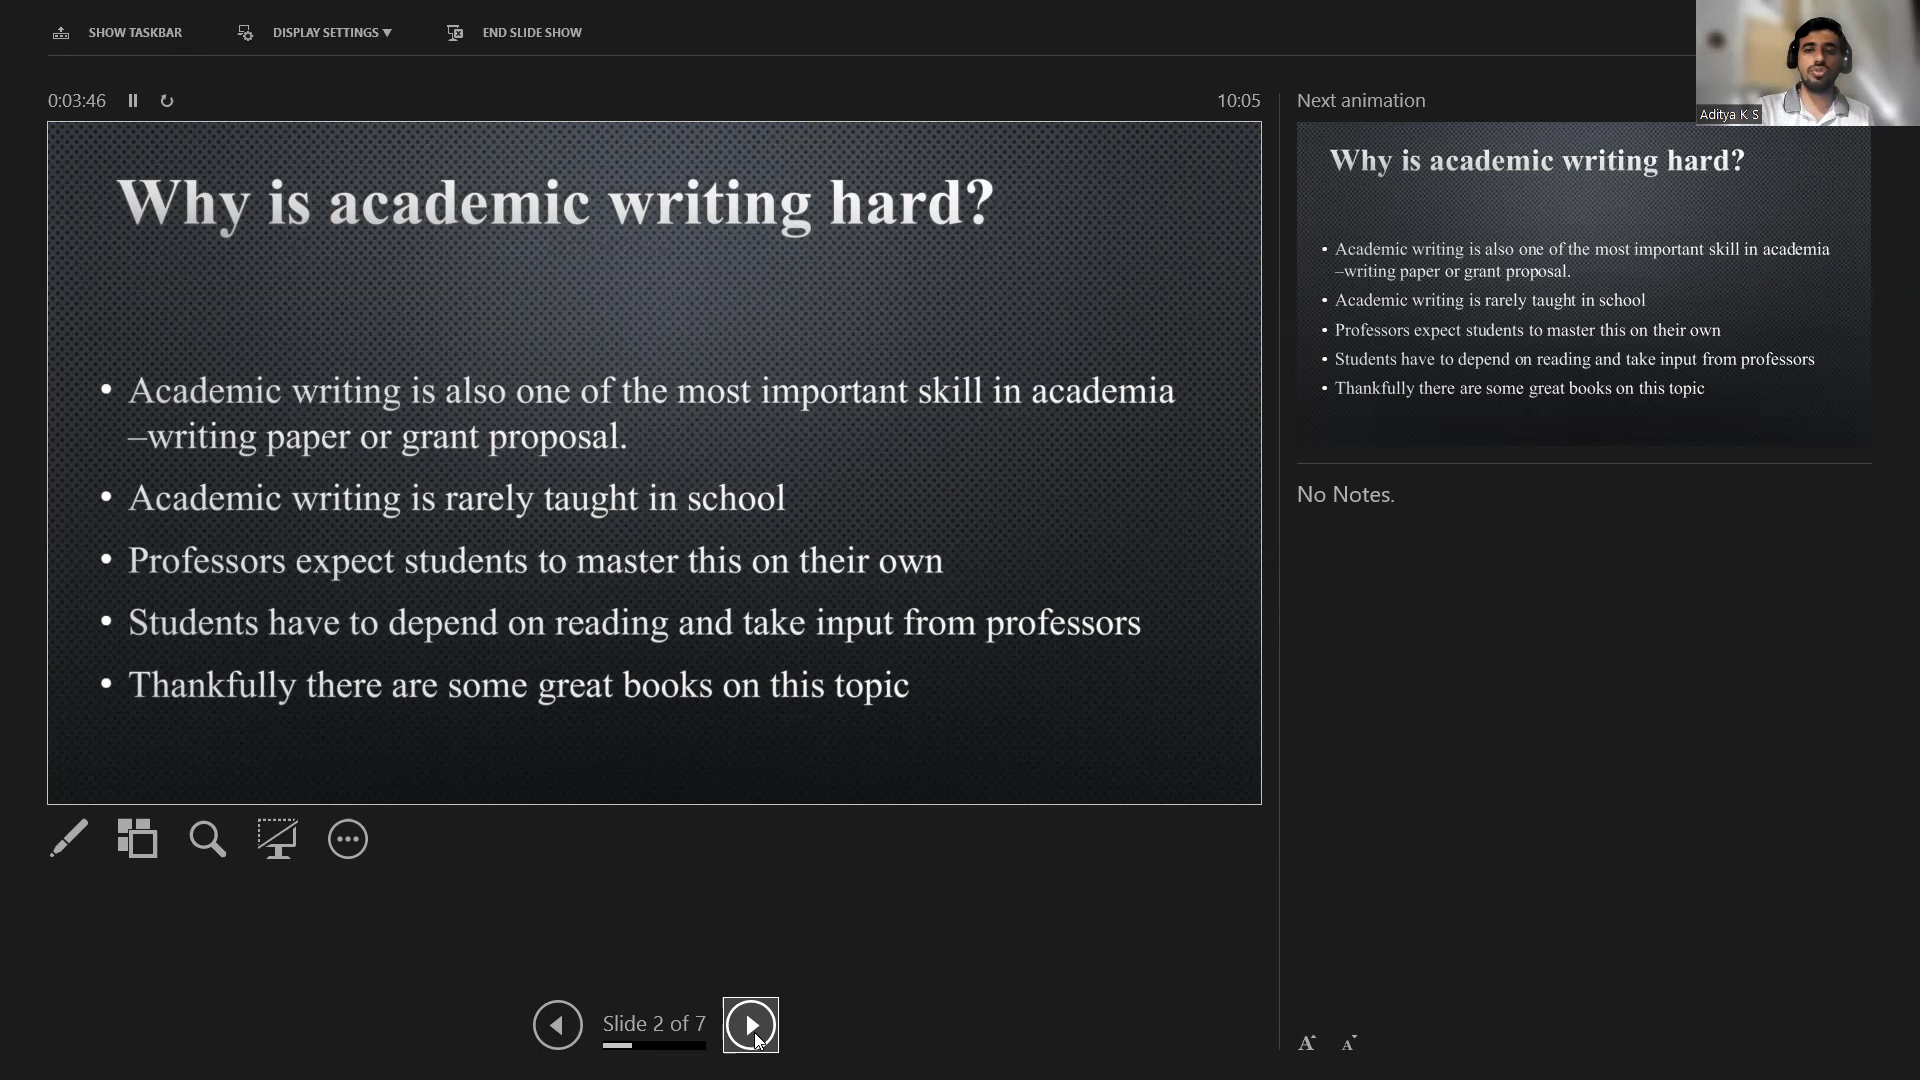 SHOW TASKBAR
DISPLAY SETTINGS ▼
END SLIDE SHOW
0:03:46
10:05
Why is academic writing hard?
• Academic writing is also one of the most important skill in academia
–writing paper or grant proposal.
• Academic writing is rarely taught in school
• Professors expect students to master this on their own
• Students have to depend on reading and take input from professors
• Thankfully there are some great books on this topic
Slide 2 of 7
Next animation
Aditya K S
Why is academic writing hard?
• Academic writing is also one of the most important skill in academia
–writing paper or grant proposal.
• Academic writing is rarely taught in school
• Professors expect students to master this on their own
• Students have to depend on reading and take input from professors
• Thankfully there are some great books on this topic
No Notes.
A A